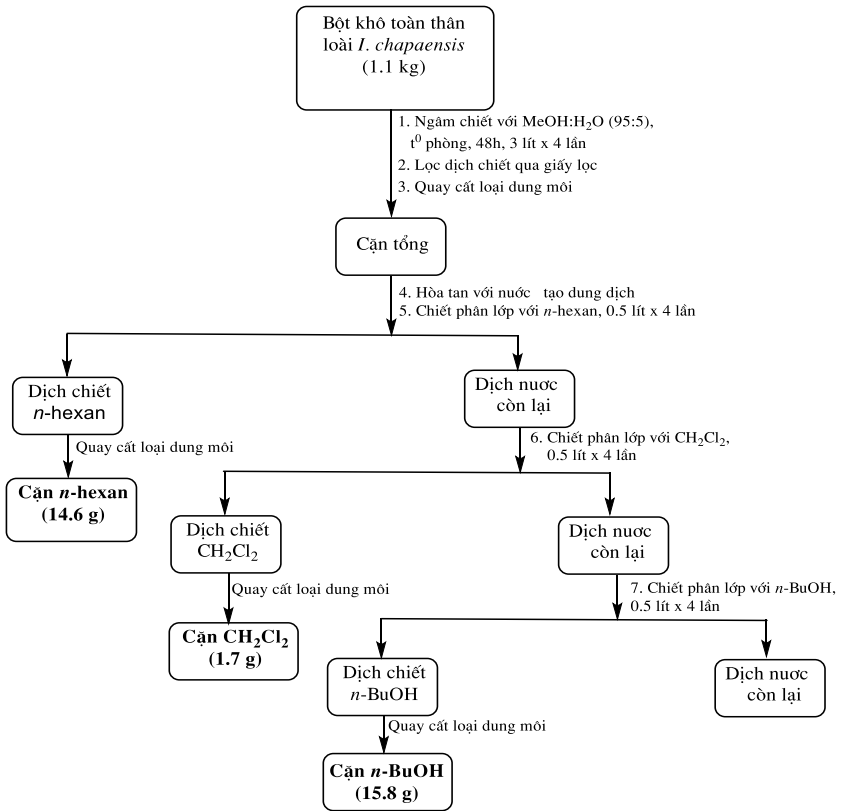 Bột khô toàn thân
loài I. chapaensis
(1.1 kg)
1. Ngâm chiết với MeOH:H₂O (95:5),
t⁰ phòng, 48h, 3 lít x 4 lần
2. Lọc dịch chiết qua giấy lọc
3. Quay cất loại dung môi
Cặn tổng
4. Hòa tan với nuớc tạo dung dịch
5. Chiết phân lớp với n-hexan, 0.5 lít x 4 lần
Dịch chiết
n-hexan
Dịch nuơc
còn lại
Quay cất loại dung môi
6. Chiết phân lớp với CH₂Cl₂,
0.5 lít x 4 lần
Cặn n-hexan
(14.6 g)
Dịch chiết
CH₂Cl₂
Dịch nuơc
còn lại
Quay cất loại dung môi
7. Chiết phân lớp với n-BuOH,
0.5 lít x 4 lần
Cặn CH₂Cl₂
(1.7 g)
Dịch chiết
n-BuOH
Dịch nuơc
còn lại
Quay cất loại dung môi
Cặn n-BuOH
(15.8 g)